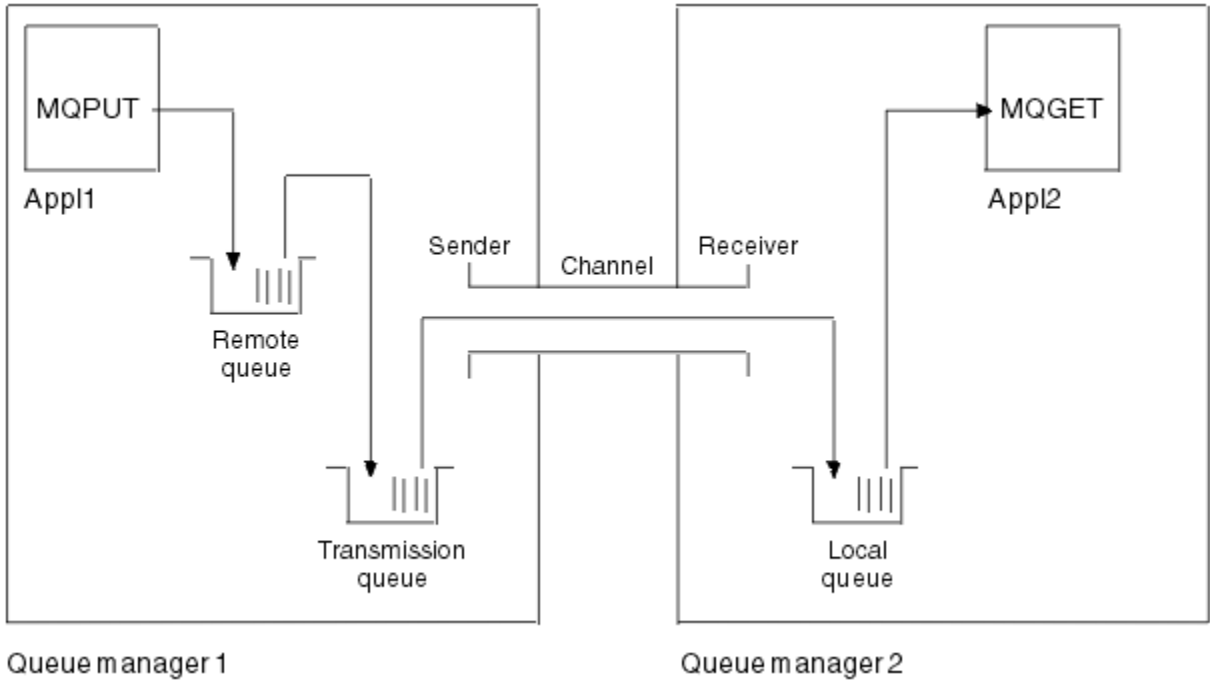 MQPUT
Appl1
MQGET
Appl2
Sender
Channel
Receiver
Remote
queue
Transmission
queue
Local
queue
Queue manager 1
Queue manager 2